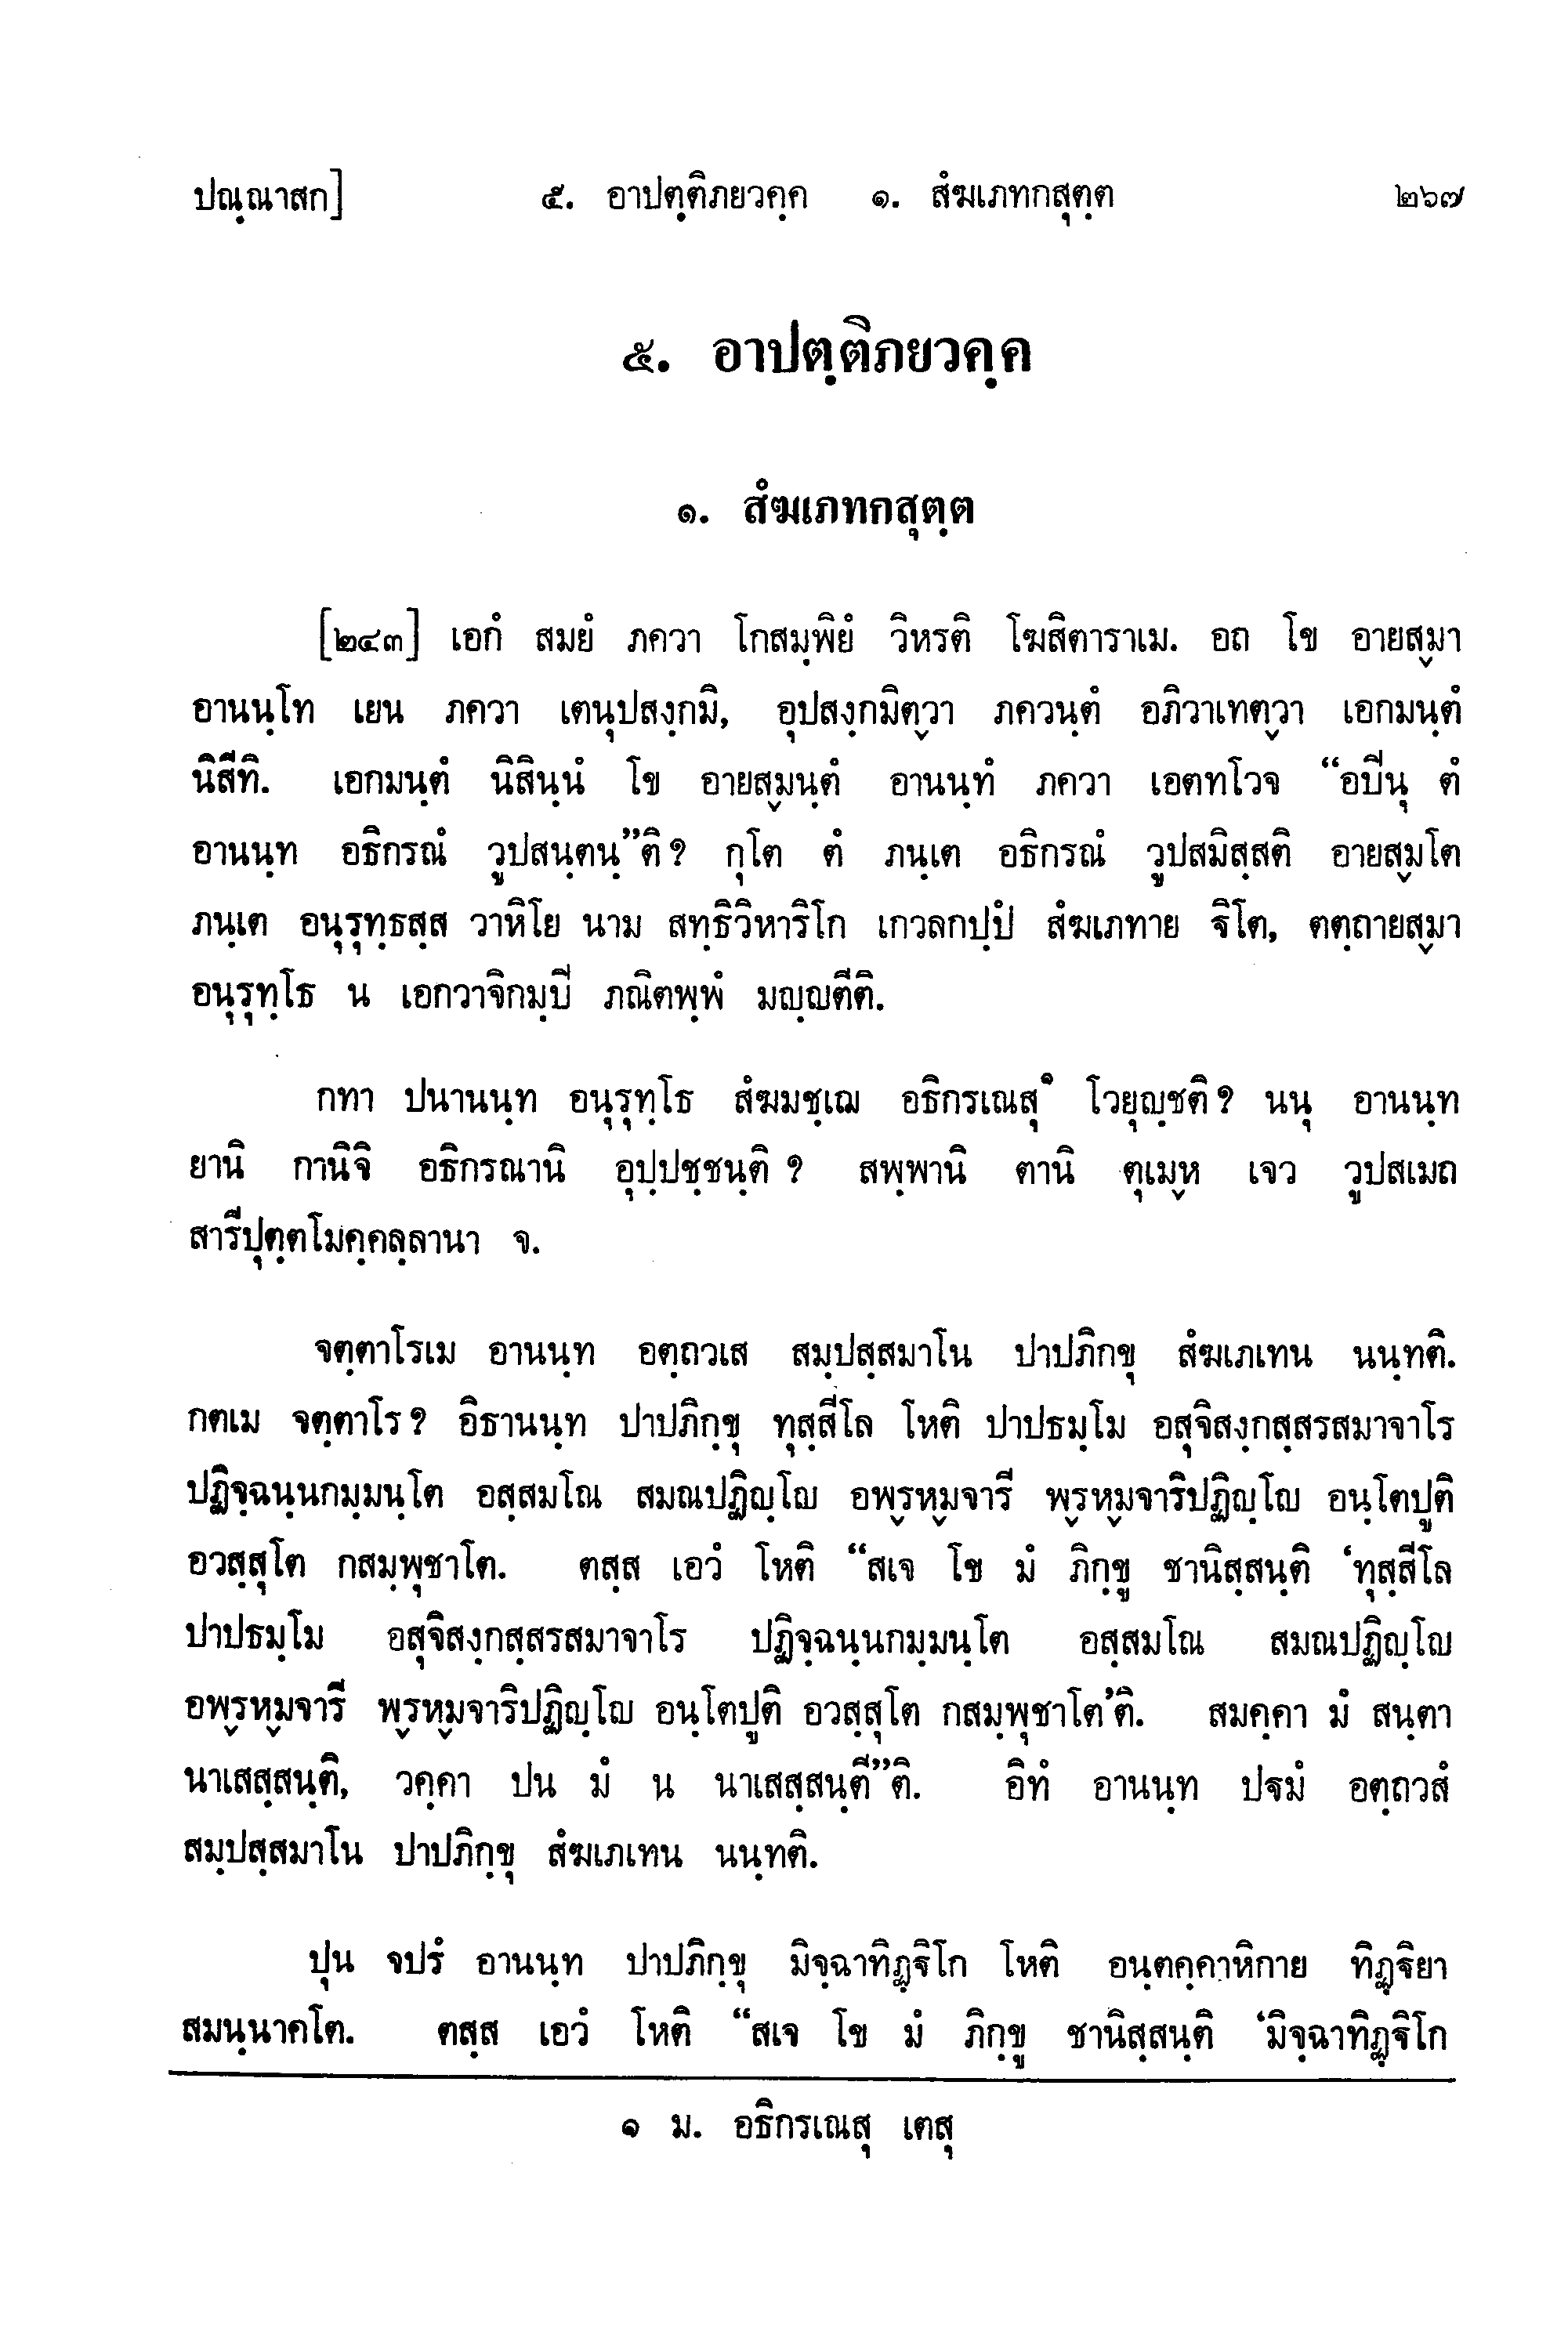 ปณฺณาสก] ๕. อาปตฺติภยวคฺค ๑. สํฆเภทกสุตฺต ๒๖๗
๕. อาปตฺติภยวคฺค
๑. สํฆเภทกสุตฺต
[๒๔๓] เอกํ สมยํ ภควา โกสมฺพิยํ วิหรติ โฆสิตาราเม. อถ โข อายสฺมา
อานนฺโท เยน ภควา เตนุปสงฺกมิ, อุปสงฺกมิตฺวา ภควนฺตํ อภิวาเทตฺวา เอกมนฺตํ
นิสีทิ. เอกมนฺตํ นิสินฺนํ โข อายสฺมนฺตํ อานนฺทํ ภควา เอตทโวจ “อปินุ ตํ
อานนฺท อธิกรณํ วูปสนฺตนฺ”ติ? กุโต ตํ ภนฺเต อธิกรณํ วูปสมิสฺสติ อายสฺมโต
ภนฺเต อนุรุทฺธสฺส วาหิโย นาม สทฺธิวิหาริโก เกวลกปฺปํ สํฆเภทาย ฐิโต, ตตฺถายสฺมา
อนุรุทฺโธ น เอกวาจิกมฺปิ ภณิตพฺพํ มญฺญตีติ.
กทา ปนานนฺท อนุรุทฺโธ สํฆมชฺเฌ อธิกรเณสุ๑ โวยุญฺชติ? นนุ อานนฺท
ยานิ กานิจิ อธิกรณานิ อุปฺปชฺชนฺติ? สพฺพานิ ตานิ ตุเมฺห เจว วูปสเมถ
สารีปุตฺตโมคฺคลฺลานา จ.
จตฺตาโรเม อานนฺท อตฺถวเส สมฺปสฺสมาโน ปาปภิกขุ สํฆเภเทน นนฺทติ.
กตเม จตฺตาโร? อิธานนฺท ปาปภิกฺขุ ทุสฺสีโล โหติ ปาปธมฺโม อสุจิสงฺกสฺสรสมาจาโร
ปฏิจฺฉนฺนกมฺมนฺโต อสฺสมโณ สมณปฏิญฺโญ อพฺรหฺมจารี พฺรหฺมจาริปฏิญฺโญ อนฺโตปูติ
อวสฺสุโต กสมฺพุชาโต. ตสฺส เอวํ โหติ “สเจ โข มํ ภิกฺขู ชานิสฺสนฺติ ‘ทุสฺสีโล
ปาปธมฺโม อสุจิสงฺกสฺสรสมาจาโร ปฏิจฺฉนฺนกมฺมนฺโต อสฺสมโณ สมณปฏิญฺโญ
อพฺรหฺมจารี พฺรหฺมจาริปฏิญฺโญ อนฺโตปูติ อวสฺสุโต กสมฺพุชาโต’ติ. สมคฺคา มํ สนฺตา
นาเสสฺสนฺติ, วคฺคา ปน มํ น นาเสสฺสนฺตี”ติ. อิทํ อานนฺท ปฐมํ อตฺถวสํ
สมฺปสฺสมาโน ปาปภิกฺขุ สํฆเภเทน นนฺทติ.
ปุน จปรํ อานนฺท ปาปภิกฺขุ มิจฺฉาทิฏฺฐิโก โหติ อนฺตคฺคาหิกาย ทิฏฺฐิยา
สมนฺนาคโต. ตสฺส เอวํ โหติ “สเจ โข มํ ภิกฺขู ชานิสฺสนฺติ ‘มิจฺฉาทิฏฺฐิโก
๑ ม. อธิกรเณสุ เตสุ